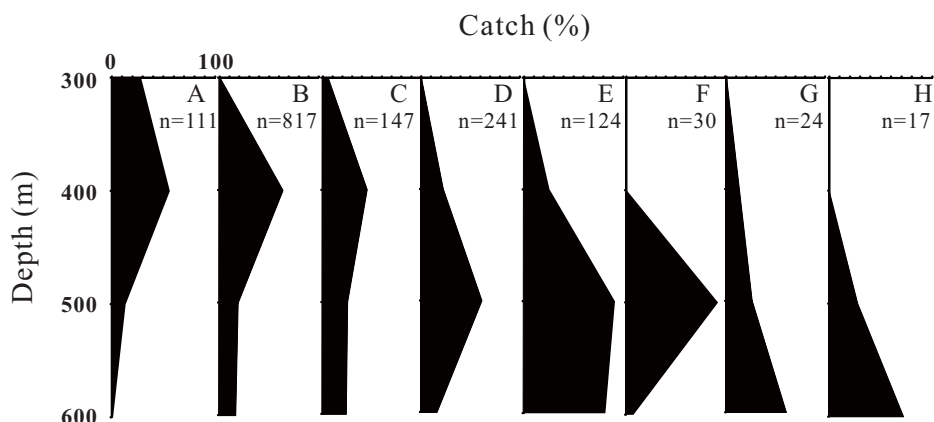 Catch (%)
0 100
300
A B C D E F G H
n=111 n=817 n=147 n=241 n=124 n=30 n=24 n=17
400
Depth (m)
500
600